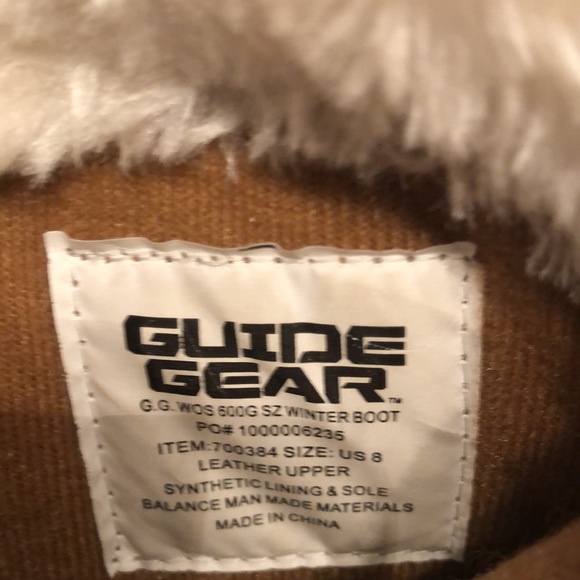 GUIDE
GEAR™
G.G. WOS 600G SZ WINTER BOOT
PO# 1000006235
ITEM:700384 SIZE: US 8
LEATHER UPPER
SYNTHETIC LINING & SOLE
BALANCE MAN MADE MATERIALS
MADE IN CHINA